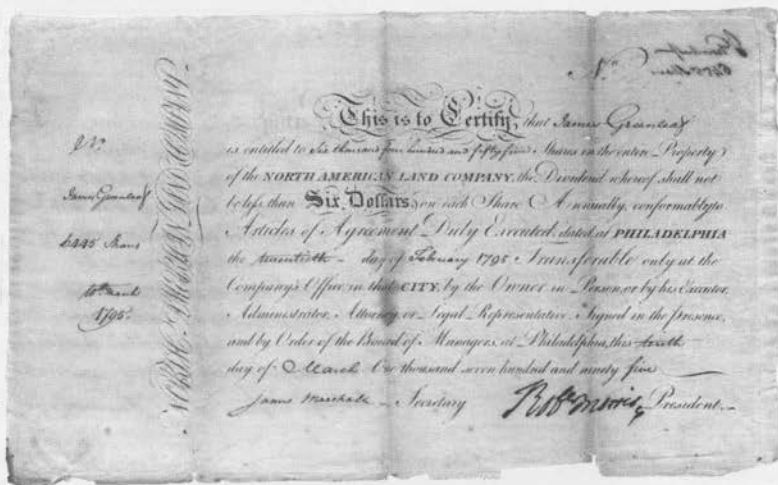 No.
James Greenleaf
Shares
10th March
1795.
NORTH AMERICAN LAND COMPANY.
No.
This is to Certify, that James Greenleaf
is entitled to Six thousand four hundred and fifty five Shares in the entire Property
of the NORTH AMERICAN LAND COMPANY, the Dividend whereof shall not
be less than Six Dollars, on each Share Annually, conformably to
Articles of Agreement Duly Executed, dated at PHILADELPHIA
the twentieth day of February 1795 Transferable only at the
Company's Office in that CITY, by the Owner in Person, or by his Executor,
Administrator, Attorney, or Legal Representative. Signed in the Presence,
and by Order of the Board of Managers, at Philadelphia, this tenth
day of March One thousand seven hundred and ninety five
James Marshall Secretary Robt Morris President.